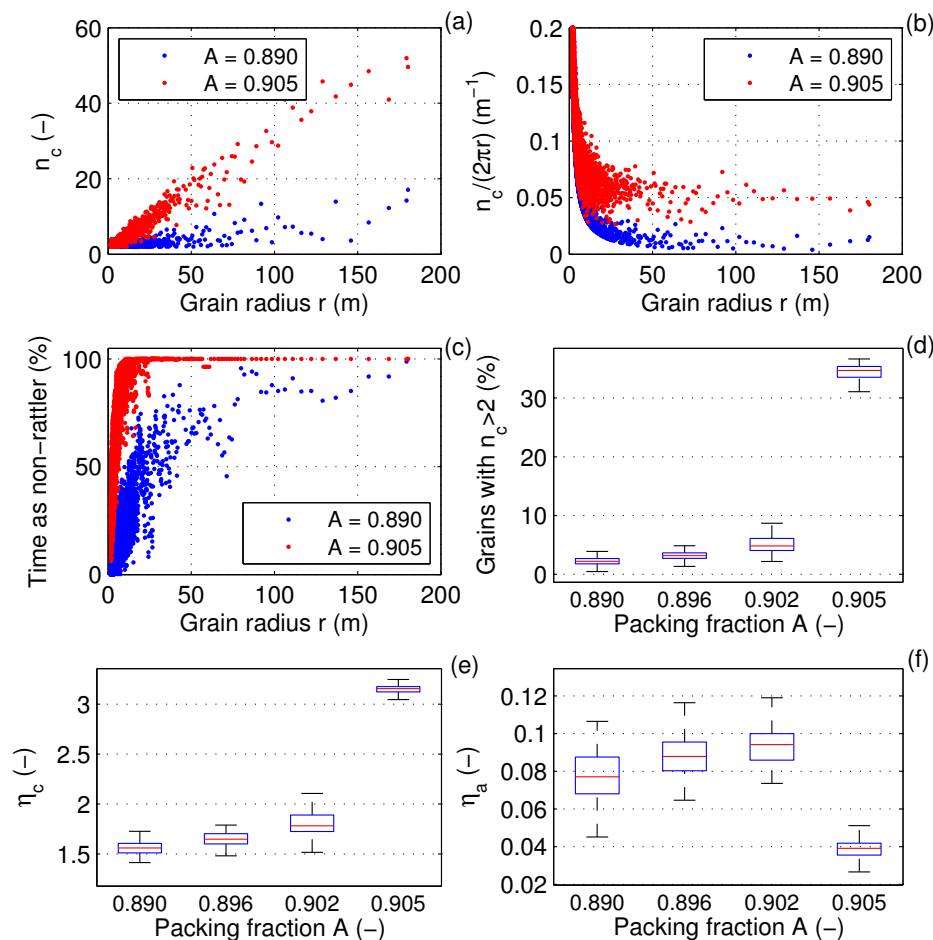 (a)
60
40
20
0
n_c (−)
A = 0.890
A = 0.905
0 50 100 150 200
Grain radius r (m)
(b)
0.2
0.15
0.1
0.05
0
n_c/(2πr) (m⁻¹)
A = 0.890
A = 0.905
0 50 100 150 200
Grain radius r (m)
(c)
100
50
0
Time as non−rattler (%)
A = 0.890
A = 0.905
0 50 100 150 200
Grain radius r (m)
(d)
30
20
10
0
Grains with n_c>2 (%)
0.890 0.896 0.902 0.905
Packing fraction A (−)
(e)
3
2.5
2
1.5
η_c (−)
0.890 0.896 0.902 0.905
Packing fraction A (−)
(f)
0.12
0.1
0.08
0.06
0.04
0.02
η_a (−)
0.890 0.896 0.902 0.905
Packing fraction A (−)